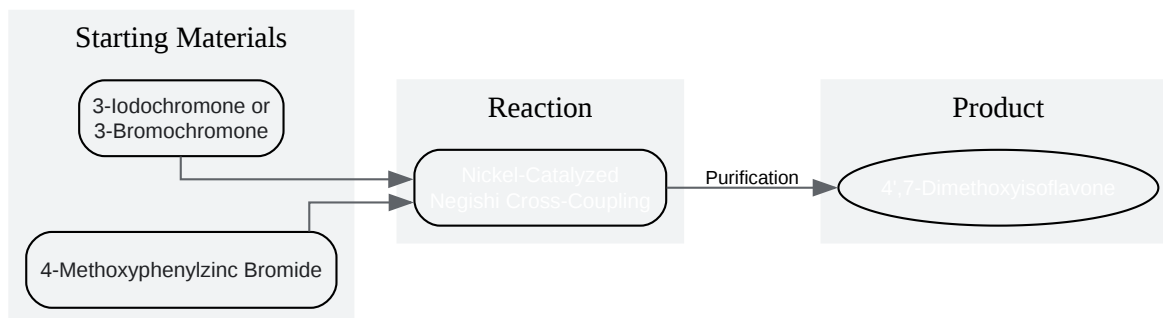 Starting Materials
3-Iodochromone or
3-Bromochromone
4-Methoxyphenylzinc Bromide
Reaction
Nickel-Catalyzed
Negishi Cross-Coupling
Purification
Product
4',7-Dimethoxyisoflavone